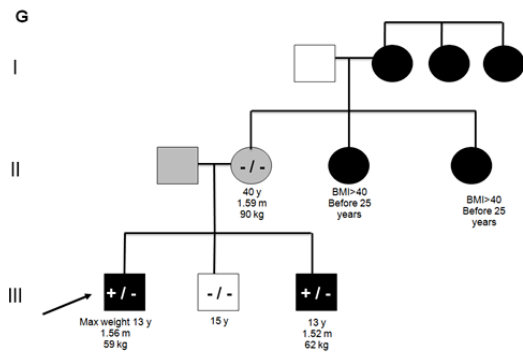 G
I
II
- / -
40 y
1.59 m
90 kg
BMI>40
Before 25
years
BMI>40
Before 25
years
III
+ / -
Max weight 13 y
1.56 m
59 kg
- / -
15 y
+ / -
13 y
1.52 m
62 kg